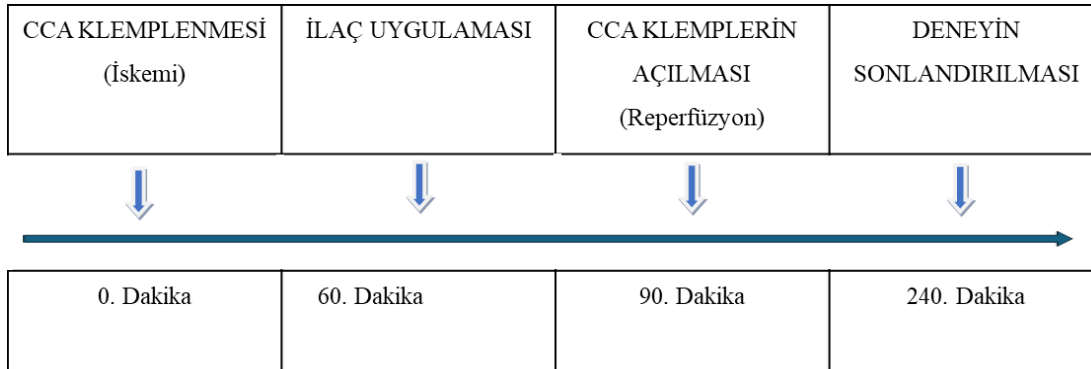 CCA KLEMPLENMESİ
(İskemi)
İLAÇ UYGULAMASI
CCA KLEMPLERİN
AÇILMASI
(Reperfüzyon)
DENEYİN
SONLANDIRILMASI
0. Dakika
60. Dakika
90. Dakika
240. Dakika